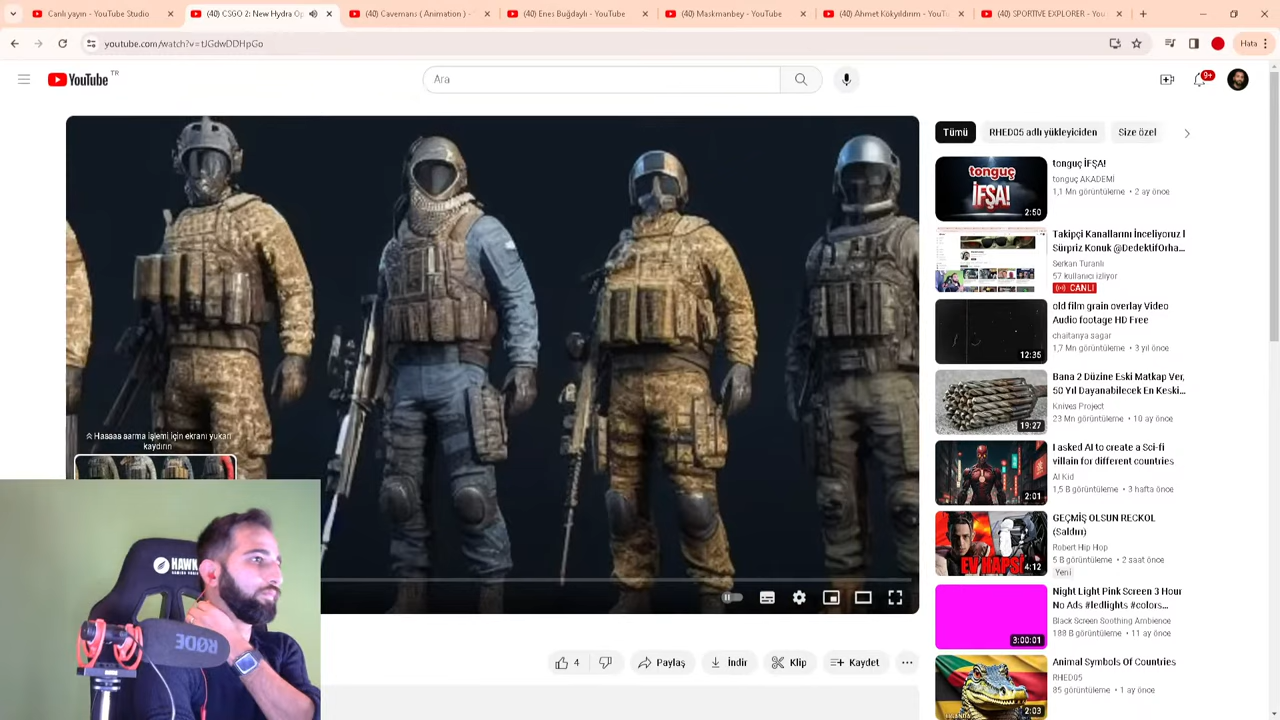 Canlı yayın - YouTube Studio
(40) CSGO 2: New Hydra Op
(40) Cavemans ( Animation )
(40) Enes Buğdaylı - YouTube
(40) Maskomanbey - YouTube
(40) Ahmet Kuyıldırım - YouTu
(40) SPORTIVE EXPLORER - You
youtube.com/watch?v=tJGdwDDHpGo
Hata
YouTube TR
Ara
9+
Tümü
RHED05 adlı yükleyiciden
Size özel
tonguç
İFŞA!
2:50
tonguç İFŞA!
tonguç AKADEMİ
1,1 Mn görüntüleme • 2 ay önce
Takipçi Kanallarını İnceliyoruz l
Sürpriz Konuk @DedektifOrha...
Serkan Turanlı
57 kullanıcı izliyor
CANLI
12:35
old film grain overlay Video
Audio footage HD Free
chaitanya sagar
1,7 Mn görüntüleme • 3 yıl önce
19:27
Bana 2 Düzine Eski Matkap Ver,
50 Yıl Dayanabilecek En Keski...
Knives Project
23 Mn görüntüleme • 10 ay önce
2:01
I asked AI to create a Sci-fi
villain for different countries
AI Kid
1,5 B görüntüleme • 3 hafta önce
EV HAPSİ
4:12
GEÇMİŞ OLSUN RECKOL
(Saldırı)
Robert Hip Hop
5 B görüntüleme • 2 saat önce
Yeni
3:00:01
Night Light Pink Screen 3 Hour
No Ads #ledlights #colors...
Black Screen Soothing Ambience
188 B görüntüleme • 11 ay önce
2:03
Animal Symbols Of Countries
RHED05
85 görüntüleme • 1 ay önce
Hassas sarma işlemi için ekranı yukarı
kaydırın
HAWK
RØDE
Paylaş
İndir
Klip
Kaydet